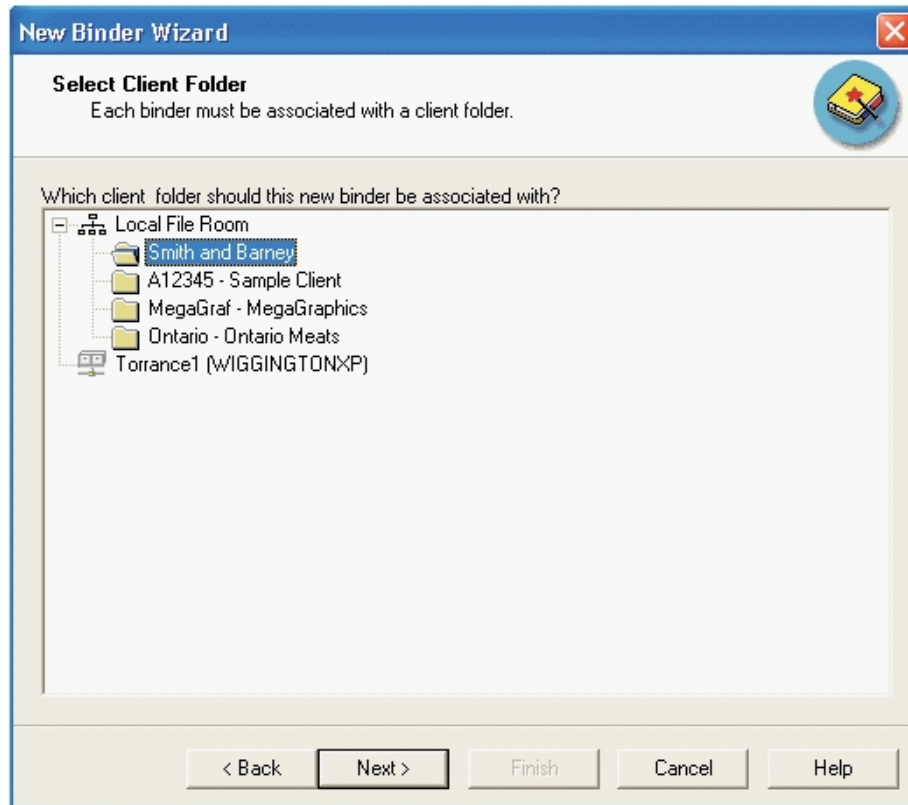 New Binder Wizard
Select Client Folder
Each binder must be associated with a client folder.
Which client folder should this new binder be associated with?
Local File Room
Smith and Barney
A12345 - Sample Client
MegaGraf - MegaGraphics
Ontario - Ontario Meats
Torrance1 (WIGGINGTONXP)
< Back Next > Finish Cancel Help